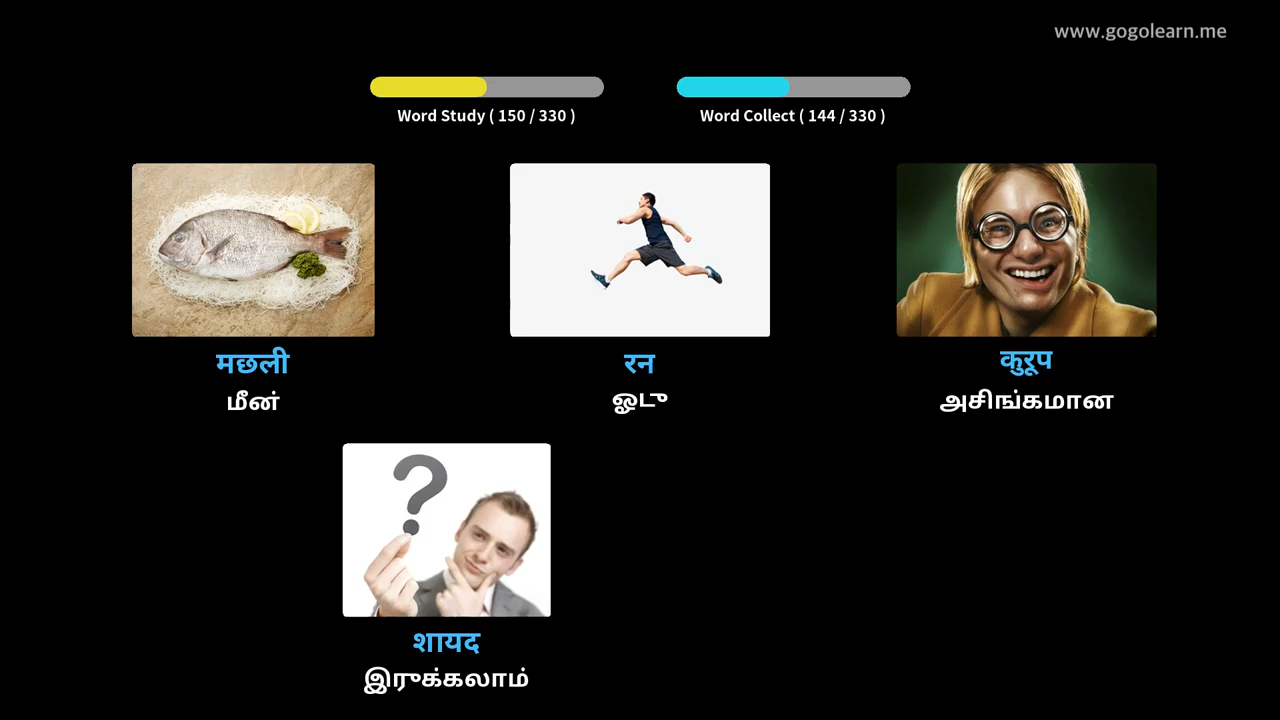 www.gogolearn.me
Word Study ( 150 / 330 )
Word Collect ( 144 / 330 )
मछली
மீன்
रन
ஓடு
कुरूप
அசிங்கமான
शायद
இருக்கலாம்